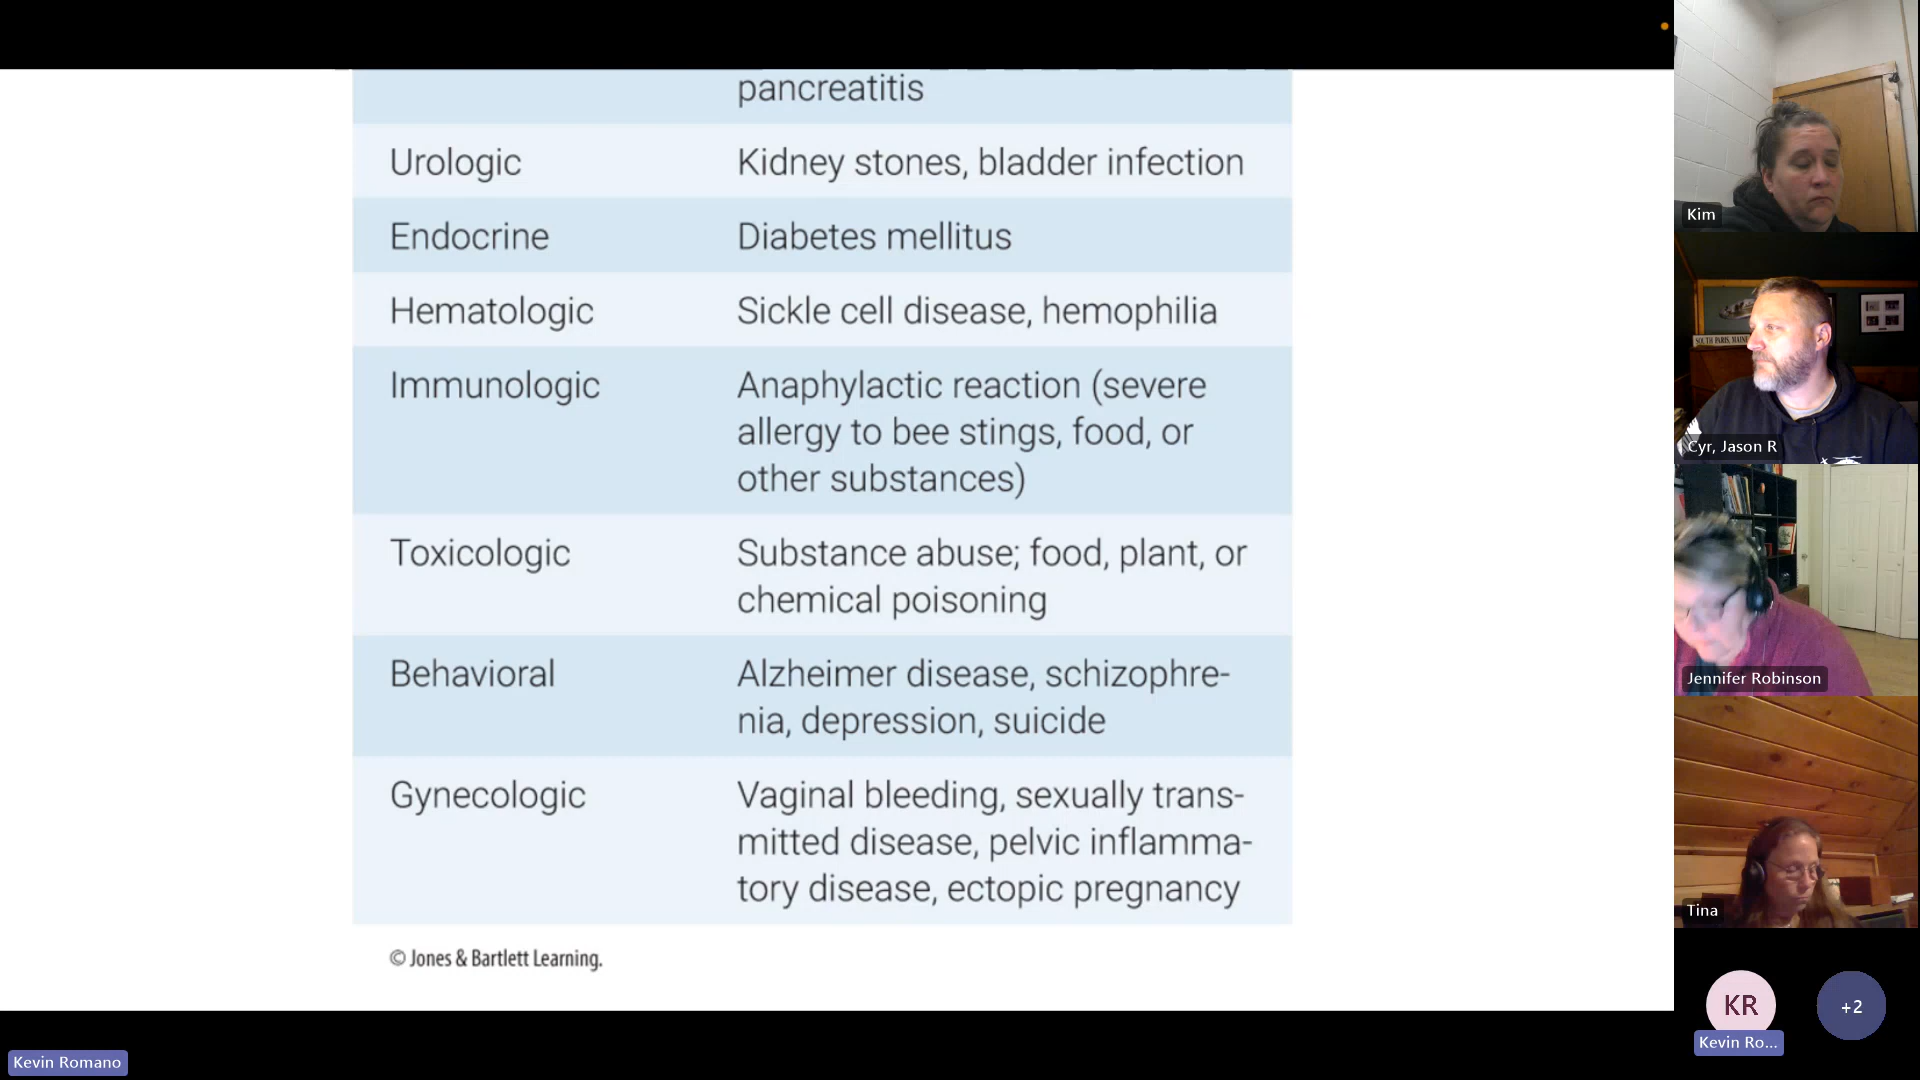 pancreatitis
Urologic
Kidney stones, bladder infection
Endocrine
Diabetes mellitus
Hematologic
Sickle cell disease, hemophilia
Immunologic
Anaphylactic reaction (severe
allergy to bee stings, food, or
other substances)
Toxicologic
Substance abuse; food, plant, or
chemical poisoning
Behavioral
Alzheimer disease, schizophre-
nia, depression, suicide
Gynecologic
Vaginal bleeding, sexually trans-
mitted disease, pelvic inflamma-
tory disease, ectopic pregnancy
© Jones & Bartlett Learning.
Kevin Romano
Kim
SOUTH PARIS, MAINE
Cyr, Jason R
Jennifer Robinson
Tina
KR
Kevin Ro...
+2